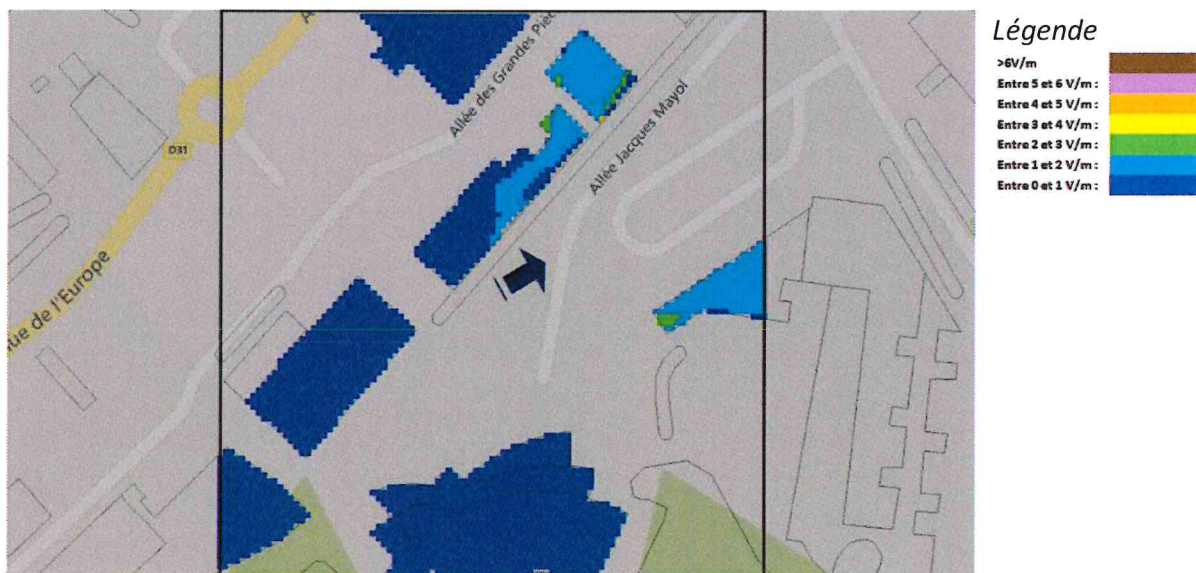 Légende
>6V/m
Entre 5 et 6 V/m :
Entre 4 et 5 V/m :
Entre 3 et 4 V/m :
Entre 2 et 3 V/m :
Entre 1 et 2 V/m :
Entre 0 et 1 V/m :
Allée des Grandes
D31
Allée Jacques Mayol
de l'Europe